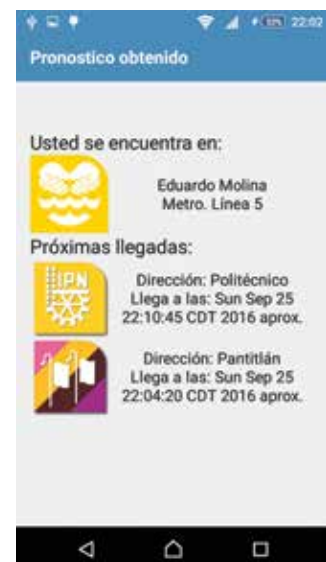 22:02
Pronostico obtenido
Usted se encuentra en:
Eduardo Molina
Metro. Línea 5
Próximas llegadas:
IPN
Dirección: Politécnico
Llega a las: Sun Sep 25
22:10:45 CDT 2016 aprox.
Dirección: Pantitlán
Llega a las: Sun Sep 25
22:04:20 CDT 2016 aprox.